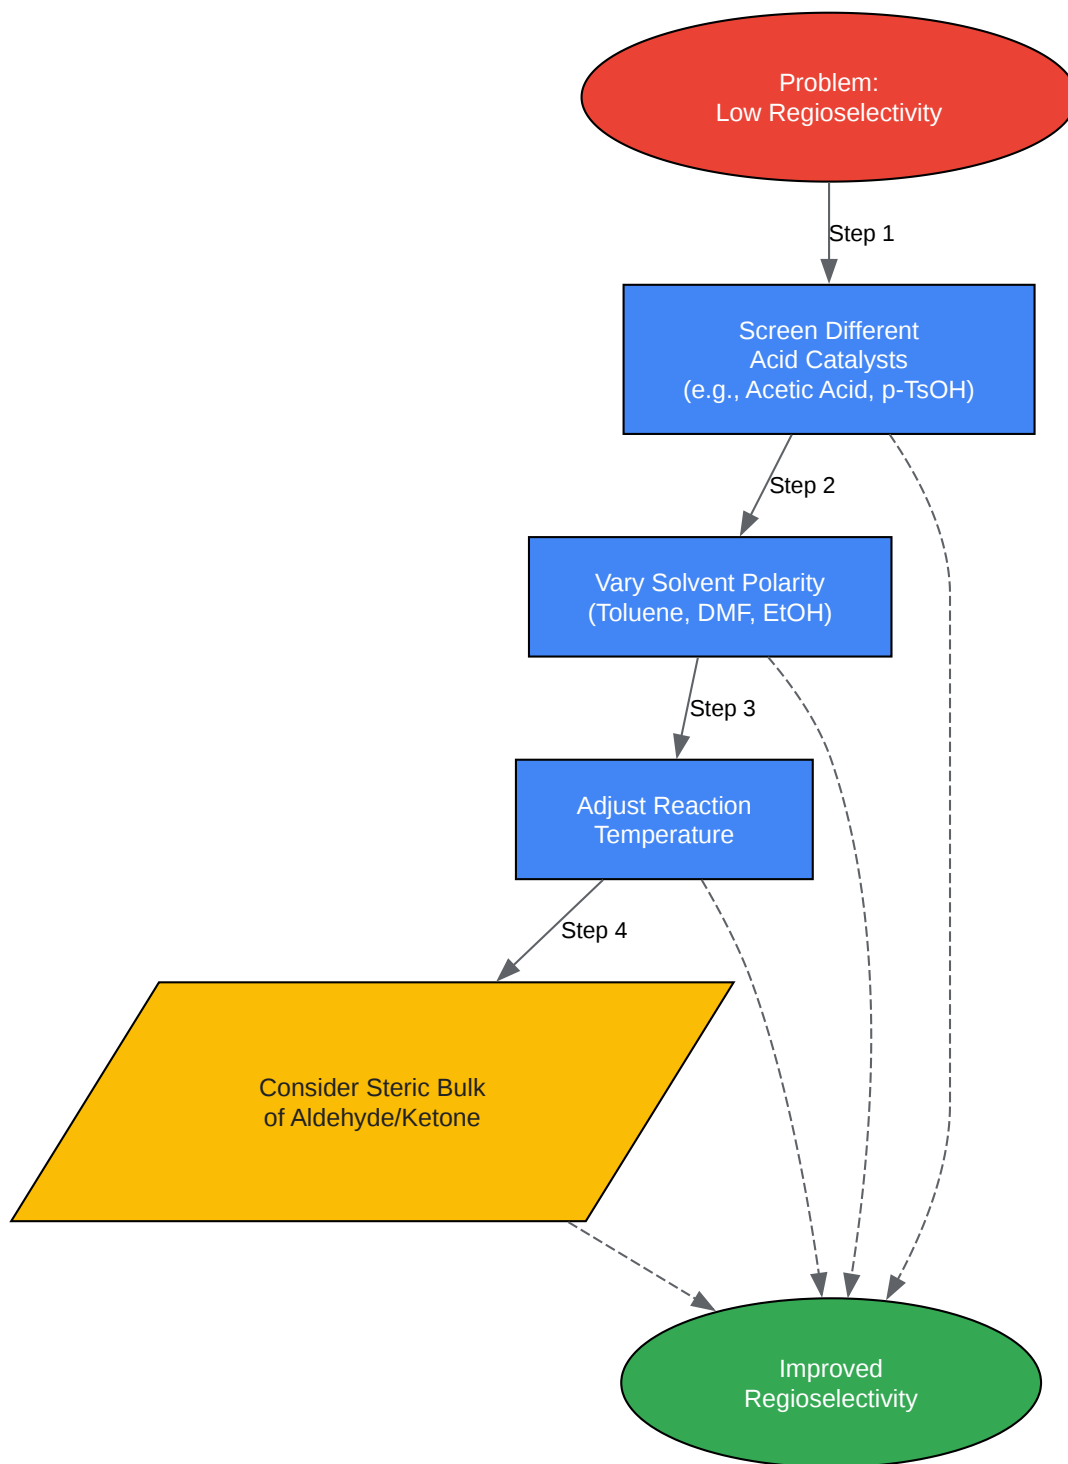 Problem:
Low Regioselectivity
Step 1
Screen Different
Acid Catalysts
(e.g., Acetic Acid, p-TsOH)
Step 2
Vary Solvent Polarity
(Toluene, DMF, EtOH)
Step 3
Adjust Reaction
Temperature
Step 4
Consider Steric Bulk
of Aldehyde/Ketone
Improved
Regioselectivity